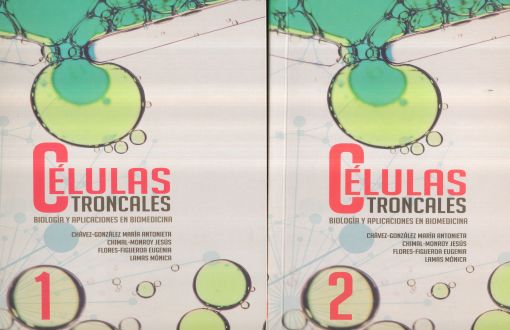 CÉLULAS
TRONCALES
BIOLOGÍA Y APLICACIONES EN BIOMEDICINA
CHÁVEZ-GONZÁLEZ MARÍA ANTONIETA
CHIMAL-MONROY JESÚS
FLORES-FIGUEROA EUGENIA
LAMAS MÓNICA
1
CÉLULAS
TRONCALES
BIOLOGÍA Y APLICACIONES EN BIOMEDICINA
CHÁVEZ-GONZÁLEZ MARÍA ANTONIETA
CHIMAL-MONROY JESÚS
FLORES-FIGUEROA EUGENIA
LAMAS MÓNICA
2